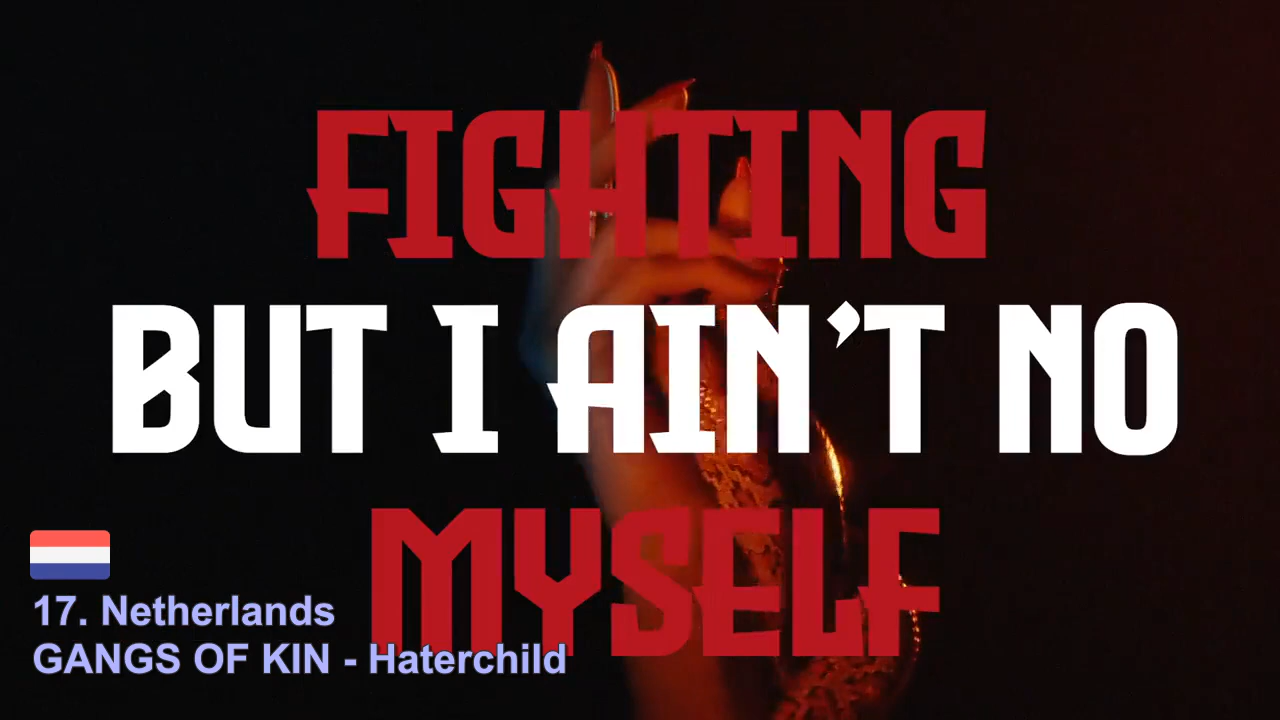 FIGHTING
BUT I AIN'T NO
MYSELF
17. Netherlands
GANGS OF KIN - Haterchild